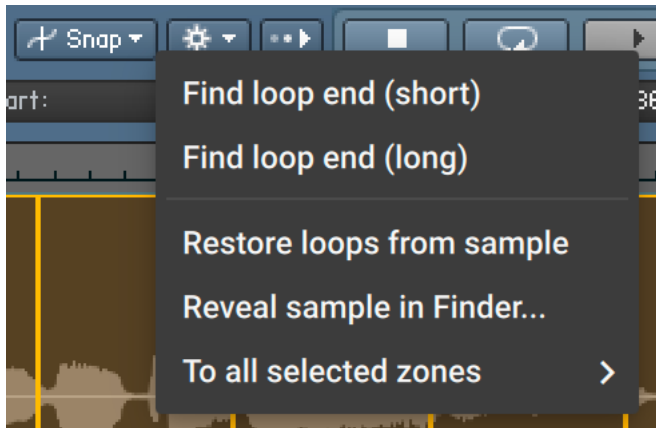 Snap
art:
Find loop end (short)
Find loop end (long)
Restore loops from sample
Reveal sample in Finder...
To all selected zones